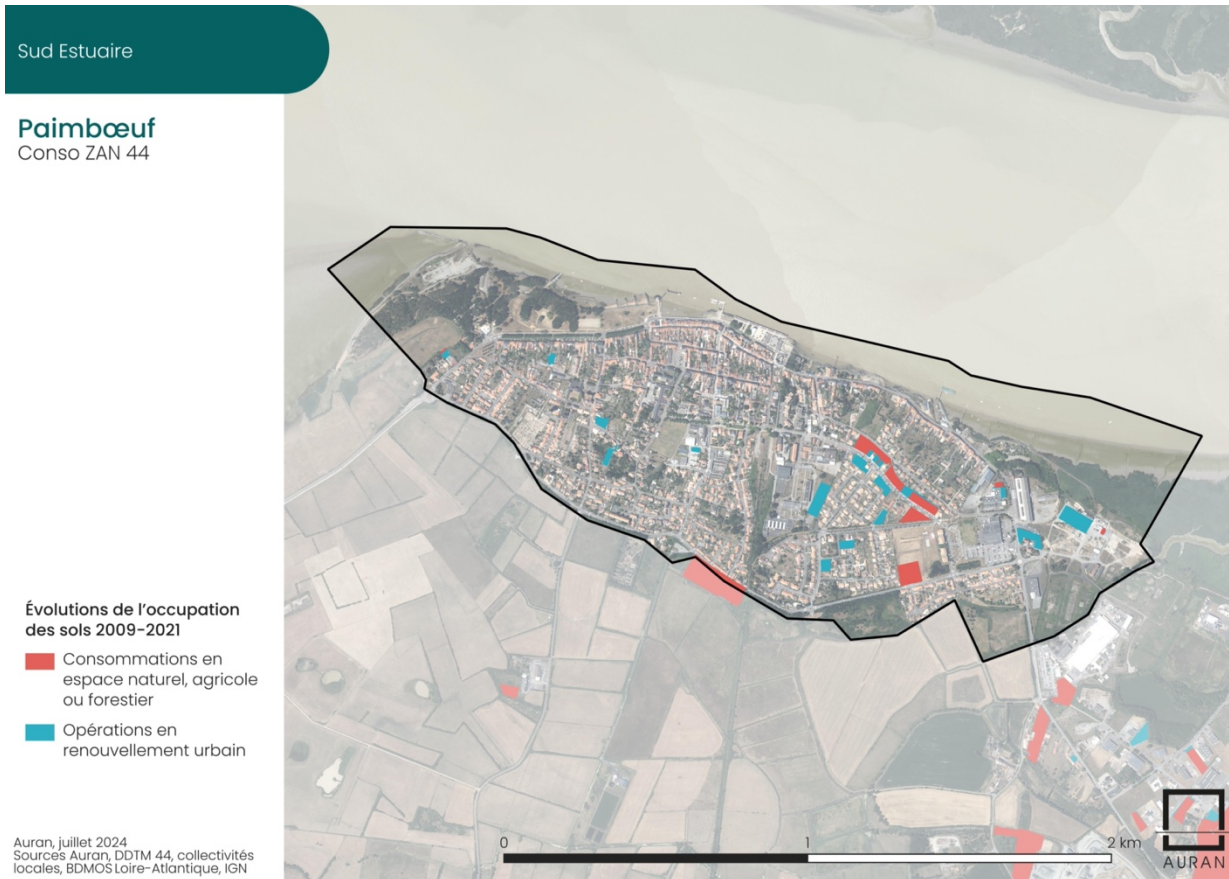 Sud Estuaire
Paimbœuf
Conso ZAN 44
Évolutions de l'occupation
des sols 2009-2021
Consommations en
espace naturel, agricole
ou forestier
Opérations en
renouvellement urbain
Auran, juillet 2024
Sources Auran, DDTM 44, collectivités
locales, BDMOS Loire-Atlantique, IGN
0 1 2 km
AURAN